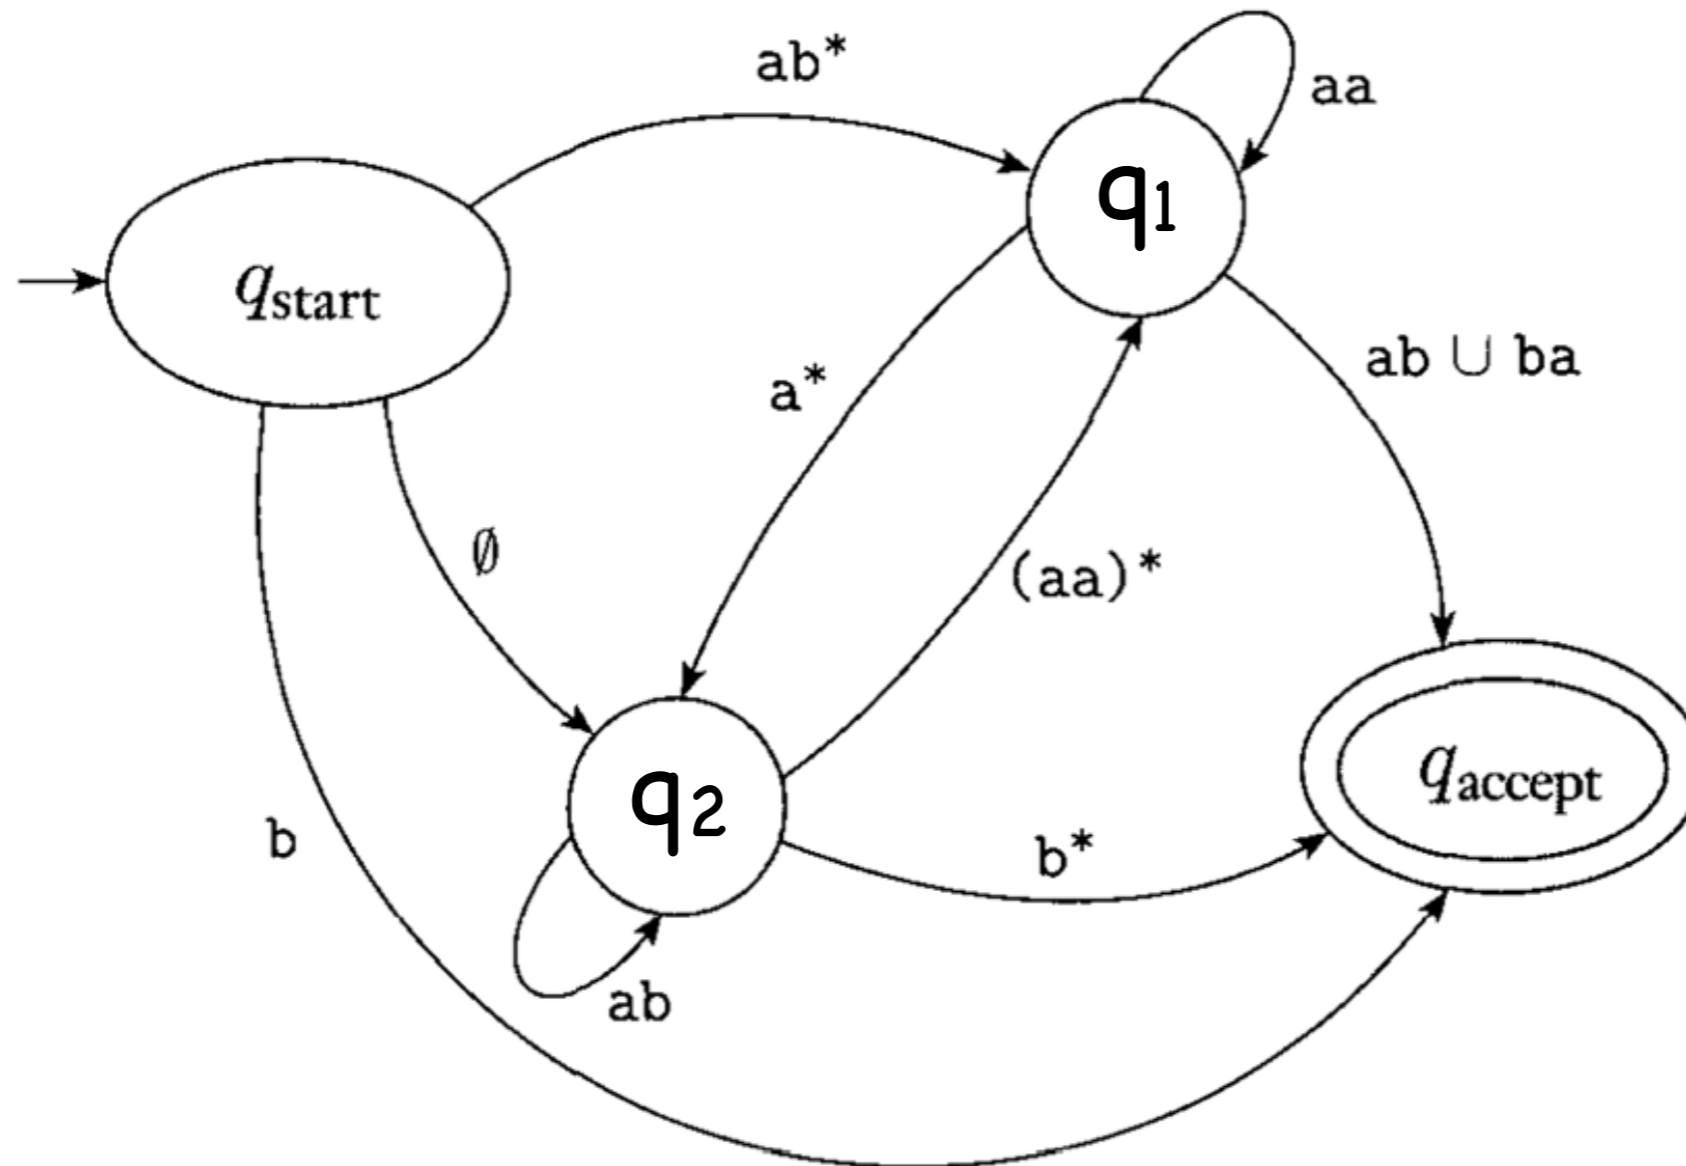 ab*
aa
q1
qstart
ab ∪ ba
a*
∅
(aa)*
q2
qaccept
b
b*
ab